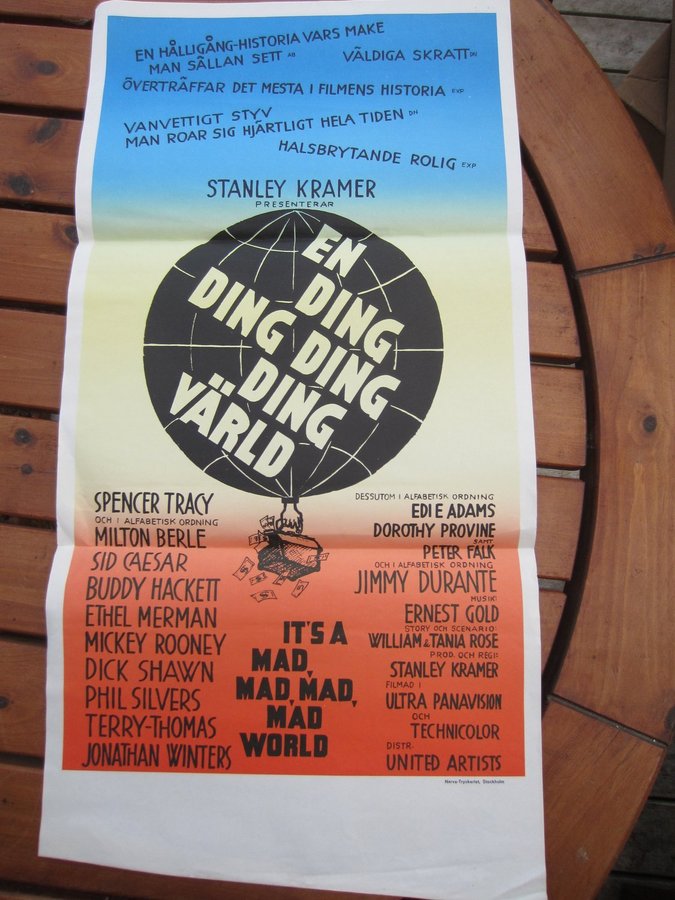 EN HÅLLIGÅNG-HISTORIA VARS MAKE
MAN SÄLLAN SETT AB
VÄLDIGA SKRATT DN
ÖVERTRÄFFAR DET MESTA I FILMENS HISTORIA EXP
VANVETTIGT STYV
MAN ROAR SIG HJÄRTLIGT HELA TIDEN DN
HALSBRYTANDE ROLIG EXP
STANLEY KRAMER
PRESENTERAR
EN
DING
DING DING
DING
VÄRLD
SPENCER TRACY
OCH I ALFABETISK ORDNING
MILTON BERLE
SID CAESAR
BUDDY HACKETT
ETHEL MERMAN
MICKEY ROONEY
DICK SHAWN
PHIL SILVERS
TERRY-THOMAS
JONATHAN WINTERS
IT'S A
MAD,
MAD, MAD,
MAD
WORLD
DESSUTOM I ALFABETISK ORDNING
EDIE ADAMS
DOROTHY PROVINE
SAMT
PETER FALK
OCH I ALFABETISK ORDNING
JIMMY DURANTE
MUSIK:
ERNEST GOLD
STORY OCH SCENARIO:
WILLIAM & TANIA ROSE
PROD. OCH REGI:
STANLEY KRAMER
FILMAD I
ULTRA PANAVISION
OCH
TECHNICOLOR
DISTR.
UNITED ARTISTS
Narva-Tryckeriet, Stockholm